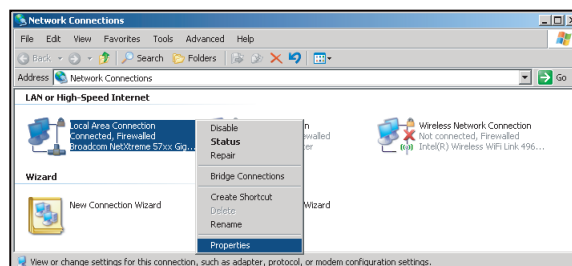 Network Connections
File Edit View Favorites Tools Advanced Help
Back Search Folders
Address Network Connections Go
LAN or High-Speed Internet
Local Area Connection
Connected, Firewalled
Broadcom NetXtreme 57xx Gig...
Disable
Status
Repair
Bridge Connections
Create Shortcut
Delete
Rename
Properties
n
ewalled
ter
Wireless Network Connection
Not connected, Firewalled
Intel(R) Wireless WiFi Link 496...
Wizard
New Connection Wizard
Wizard
View or change settings for this connection, such as adapter, protocol, or modem configuration settings.